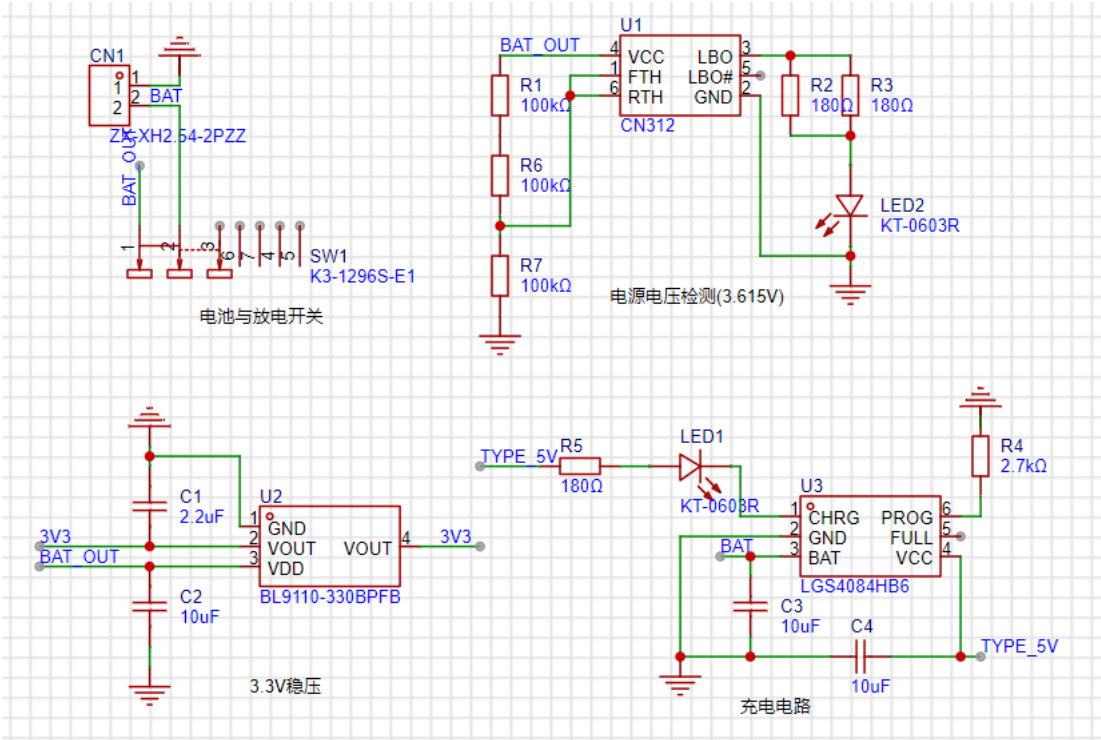 CN1
1
1
2
2
BAT
ZX-XH2.54-2PZZ
BAT_OUT
1
2
3
6
7
4
5
SW1
K3-1296S-E1
电池与放电开关
U1
BAT_OUT
4
VCC
LBO
3
1
FTH
LBO#
5
6
RTH
GND
2
CN312
R1
100kΩ
R6
100kΩ
R7
100kΩ
R2
180Ω
R3
180Ω
LED2
KT-0603R
电源电压检测(3.615V)
C1
2.2uF
U2
1
GND
3V3
2
VOUT
VOUT
4
3V3
BAT_OUT
3
VDD
BL9110-330BPFB
C2
10uF
3.3V稳压
TYPE_5V
R5
180Ω
LED1
KT-0603R
R4
2.7kΩ
U3
1
CHRG
PROG
6
2
GND
FULL
5
BAT
3
BAT
VCC
4
LGS4084HB6
C3
10uF
C4
10uF
TYPE_5V
充电电路